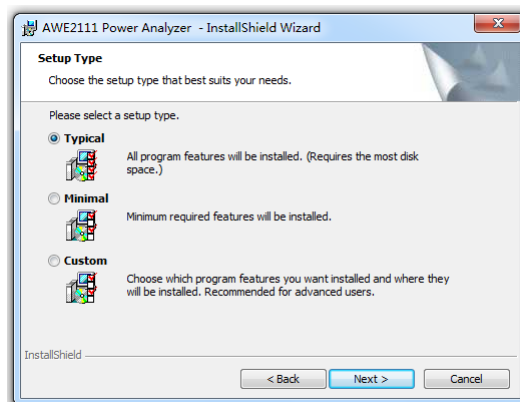 AWE2111 Power Analyzer - InstallShield Wizard
Setup Type
Choose the setup type that best suits your needs.
Please select a setup type.
Typical
All program features will be installed. (Requires the most disk
space.)
Minimal
Minimum required features will be installed.
Custom
Choose which program features you want installed and where they
will be installed. Recommended for advanced users.
InstallShield
< Back
Next >
Cancel